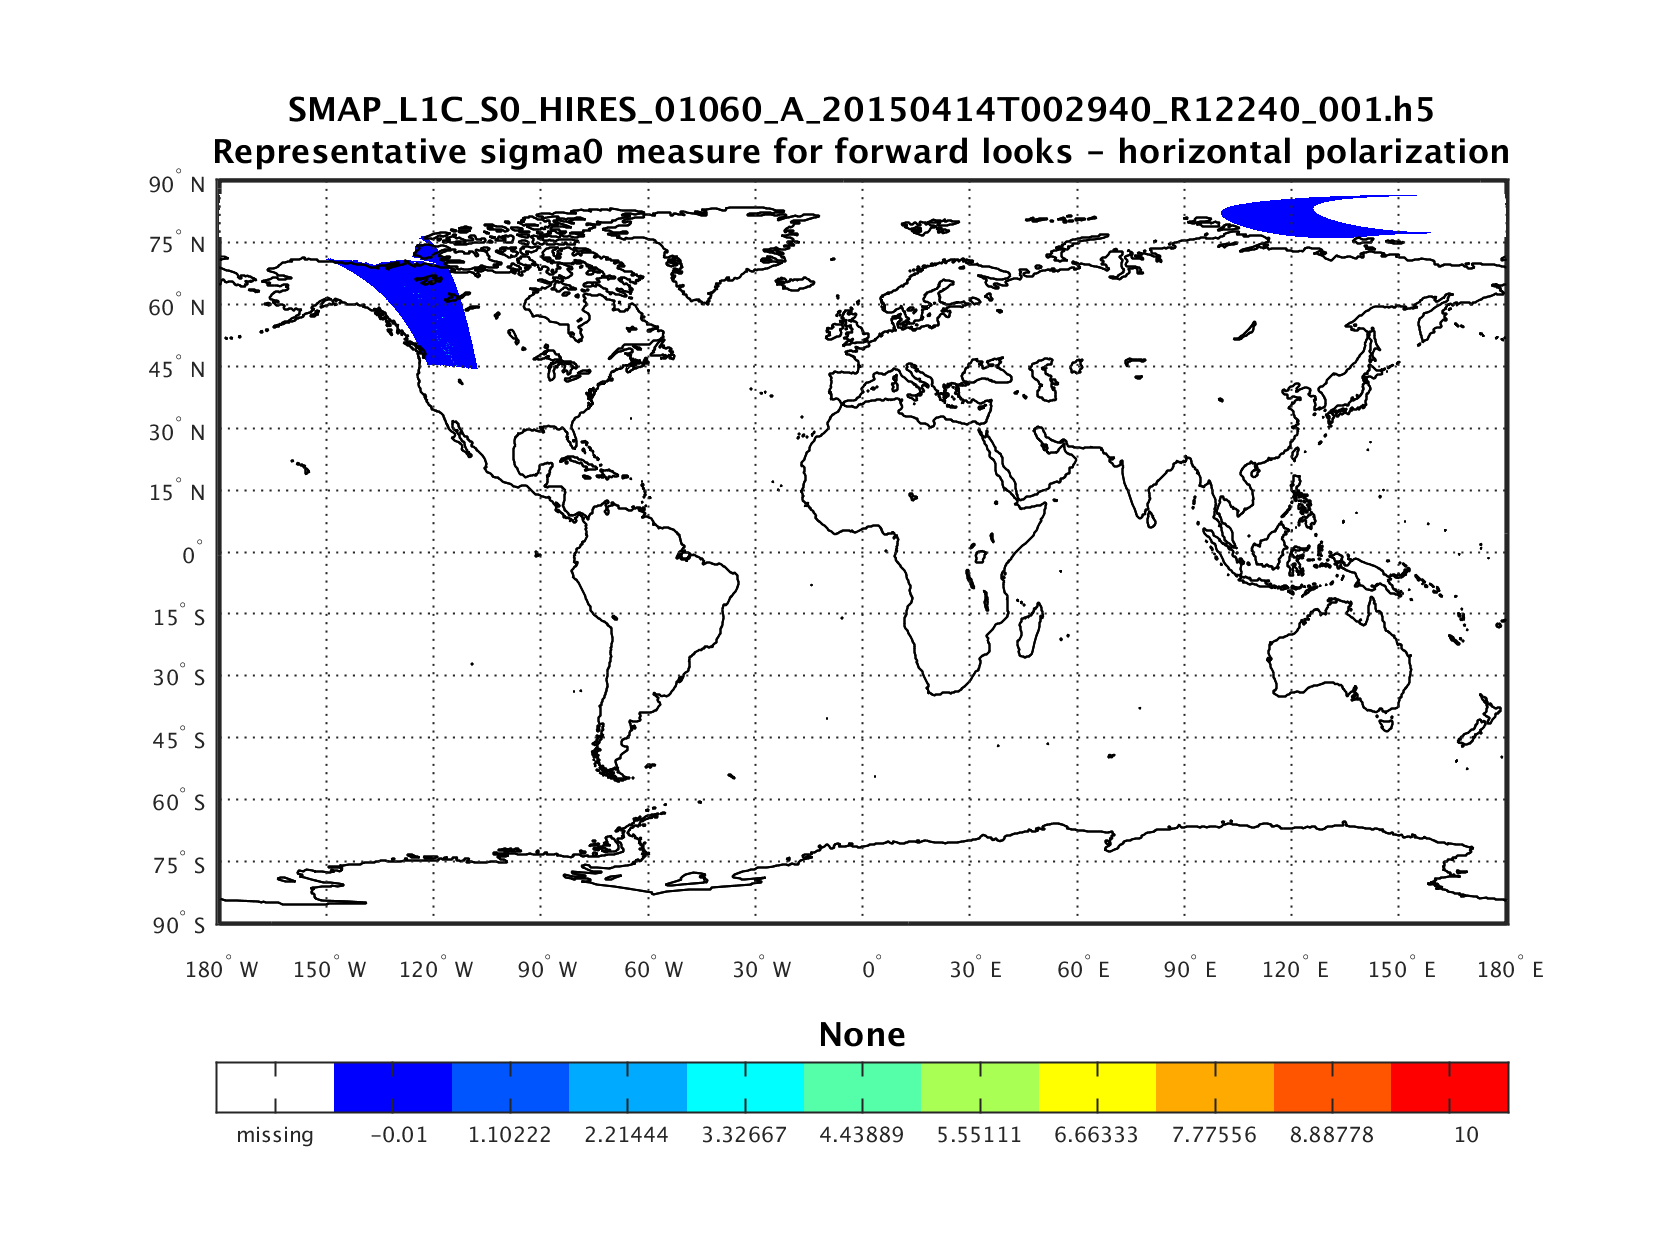 SMAP_L1C_S0_HIRES_01060_A_20150414T002940_R12240_001.h5
Representative sigma0 measure for forward looks - horizontal polarization
90° N
75° N
60° N
45° N
30° N
15° N
0°
15° S
30° S
45° S
60° S
75° S
90° S
180° W 150° W 120° W 90° W 60° W 30° W 0° 30° E 60° E 90° E 120° E 150° E 180° E
None
missing -0.01 1.10222 2.21444 3.32667 4.43889 5.55111 6.66333 7.77556 8.88778 10